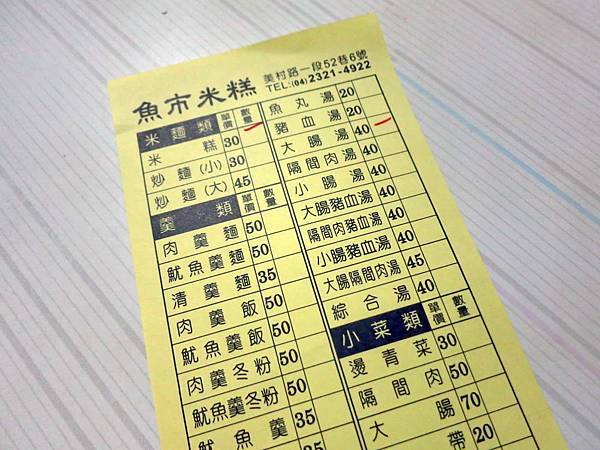 魚市米糕
美村路一段52巷6號
TEL:(04)2321-4922
米麵類 單價 數量
米糕 30
炒麵(小) 30
炒麵(大) 45
羹類 單價 數量
肉羹麵 50
魷魚羹麵 50
清羹麵 35
肉羹飯 50
魷魚羹飯 50
肉羹冬粉 50
魷魚羹冬粉 50
魷魚羹 35
魚丸湯 20
豬血湯 20
大腸湯 40
隔間肉湯 40
小腸湯 40
大腸豬血湯 40
隔間肉豬血湯 40
小腸豬血湯 40
大腸隔間肉湯 45
綜合湯 40
小菜類 單價 數量
燙青菜 30
隔間肉 50
大腸 70
帶 20